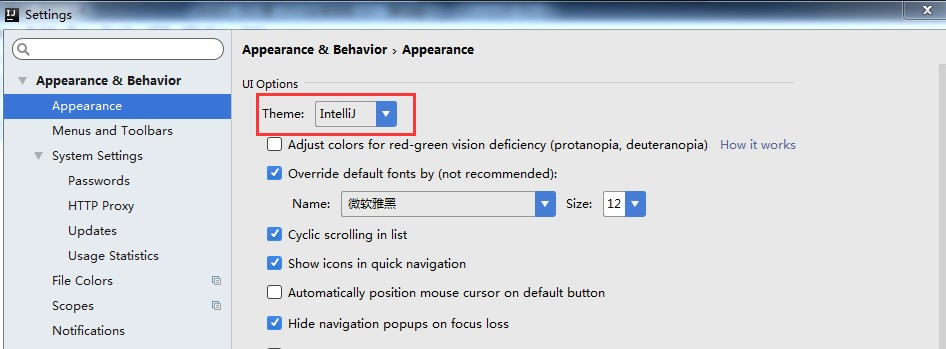 IJ Settings
Appearance & Behavior › Appearance
Appearance & Behavior
Appearance
Menus and Toolbars
System Settings
Passwords
HTTP Proxy
Updates
Usage Statistics
File Colors
Scopes
Notifications
UI Options
Theme: IntelliJ
Adjust colors for red-green vision deficiency (protanopia, deuteranopia) How it works
Override default fonts by (not recommended):
Name: 微软雅黑 Size: 12
Cyclic scrolling in list
Show icons in quick navigation
Automatically position mouse cursor on default button
Hide navigation popups on focus loss